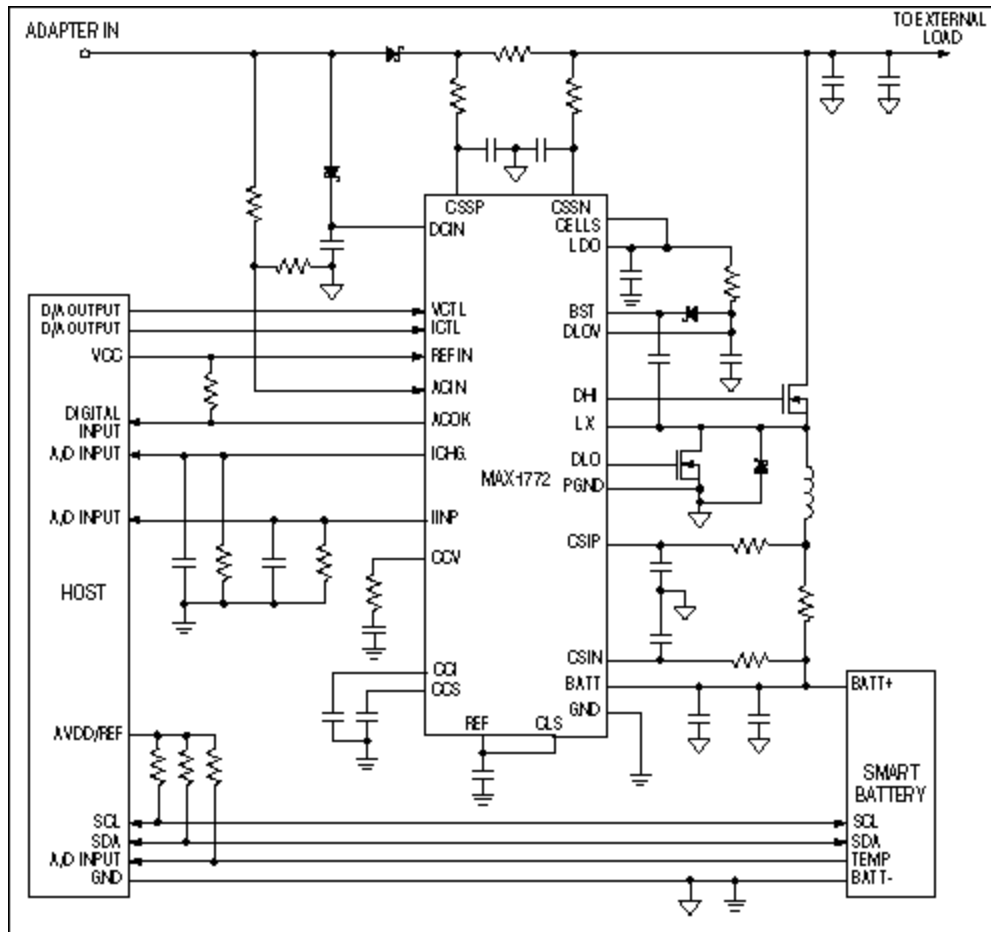 ADAPTER IN
TO EXTERNAL
LOAD
CSSP
CSSN
CELLS
DCIN
LDO
D/A OUTPUT
VCTL
BST
D/A OUTPUT
ICTL
DLOV
VCC
REFIN
ACIN
DHI
DIGITAL
INPUT
ACOK
LX
A/D INPUT
ICHG
DLO
MAX1772
PGND
A/D INPUT
IINP
CSIP
CCV
HOST
CSIN
CCI
BATT
BATT+
CCS
GND
REF
CLS
AVDD/REF
SMART
BATTERY
SCL
SCL
SDA
SDA
A/D INPUT
TEMP
GND
BATT-